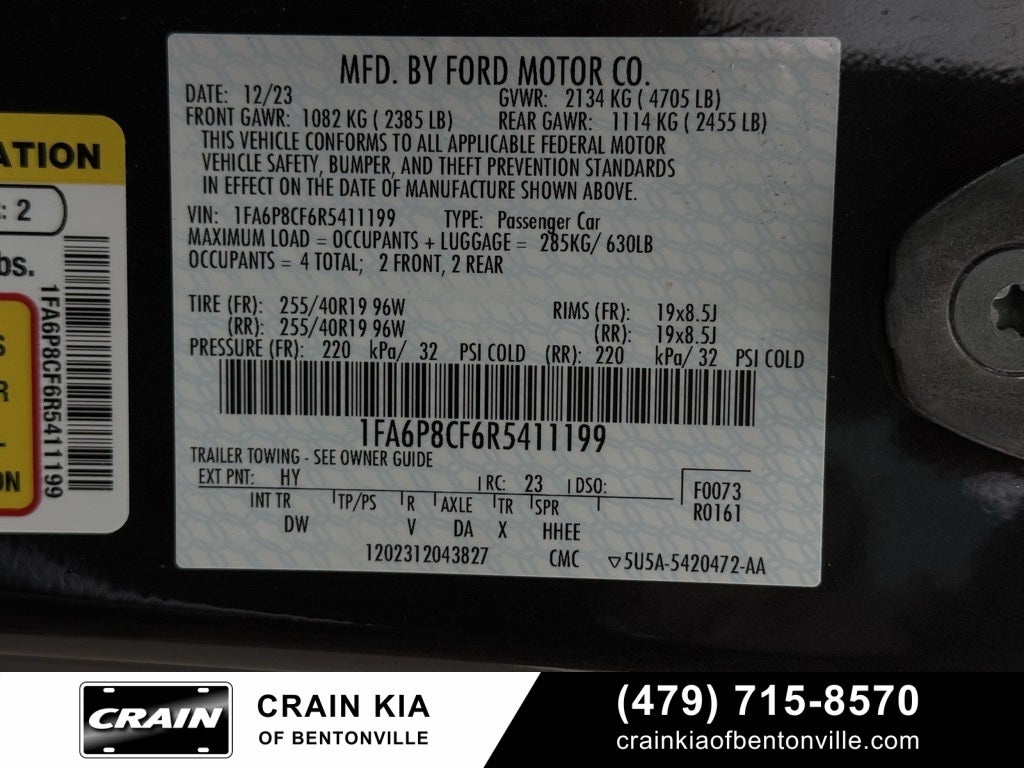 MFD. BY FORD MOTOR CO.
DATE: 12/23 GVWR: 2134 KG ( 4705 LB)
FRONT GAWR: 1082 KG ( 2385 LB) REAR GAWR: 1114 KG ( 2455 LB)
THIS VEHICLE CONFORMS TO ALL APPLICABLE FEDERAL MOTOR
VEHICLE SAFETY, BUMPER, AND THEFT PREVENTION STANDARDS
IN EFFECT ON THE DATE OF MANUFACTURE SHOWN ABOVE.
VIN: 1FA6P8CF6R5411199 TYPE: Passenger Car
MAXIMUM LOAD = OCCUPANTS + LUGGAGE = 285KG/ 630LB
OCCUPANTS = 4 TOTAL; 2 FRONT, 2 REAR
TIRE (FR): 255/40R19 96W RIMS (FR): 19x8.5J
(RR): 255/40R19 96W (RR): 19x8.5J
PRESSURE (FR): 220 kPa/ 32 PSI COLD (RR): 220 kPa/ 32 PSI COLD
1FA6P8CF6R5411199
TRAILER TOWING - SEE OWNER GUIDE
EXT PNT: HY RC: 23 DSO: F0073
INT TR TP/PS R AXLE TR SPR R0161
DW V DA X HHEE
1202312043827 CMC ▽5U5A-5420472-AA
ATION
: 2
bs.
1FA6P8CF6R5411199
S
R
-
ON
CRAIN
CRAIN KIA
OF BENTONVILLE
(479) 715-8570
crainkiaofbentonville.com